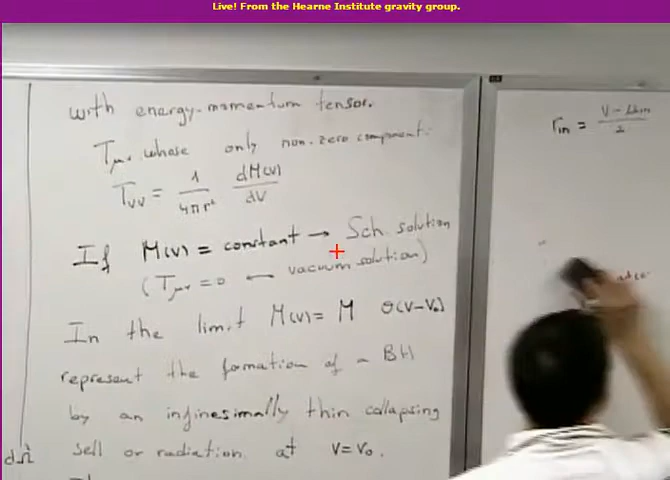 Live! From the Hearne Institute gravity group.
with energy-momentum tensor.
Tμν whose only non-zero component:
Tvv = 1/4πr² dM(v)/dv
If M(v) = constant → Sch. solution
(Tμν = 0 ← vacuum solution)
In the limit M(v) = M θ(v-v₀)
represent the formation of a BH
by an infinesimally thin collapsing
sell or radiation at v=v₀.
dΩ